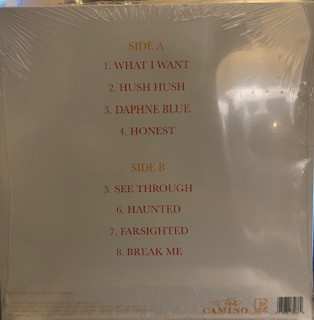 SIDE A
1. WHAT I WANT
2. HUSH HUSH
3. DAPHNE BLUE
4. HONEST
SIDE B
5. SEE THROUGH
6. HAUNTED
7. FARSIGHTED
8. BREAK ME
CAMINO